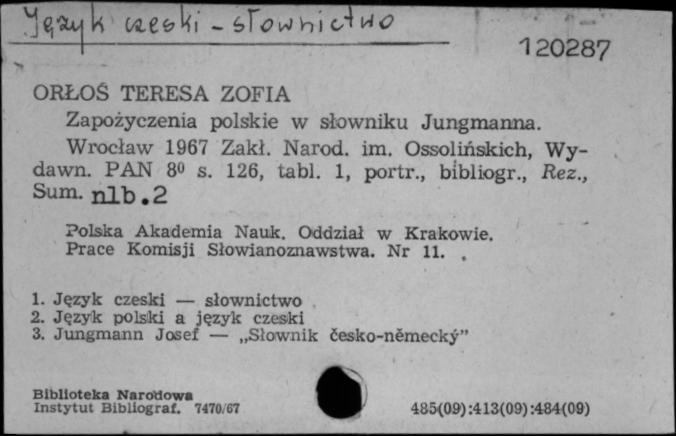 Język czeski - słownictwo
120287
ORŁOŚ TERESA ZOFIA
Zapożyczenia polskie w słowniku Jungmanna.
Wrocław 1967 Zakł. Narod. im. Ossolińskich, Wy-
dawn. PAN 8⁰ s. 126, tabl. 1, portr., bibliogr., Rez.,
Sum. nlb.2
Polska Akademia Nauk. Oddział w Krakowie.
Prace Komisji Słowianoznawstwa. Nr 11.
1. Język czeski — słownictwo
2. Język polski a język czeski
3. Jungmann Josef — „Słownik česko-německý”
Biblioteka Narodowa
Instytut Bibliograf. 7470/67
485(09):413(09):484(09)